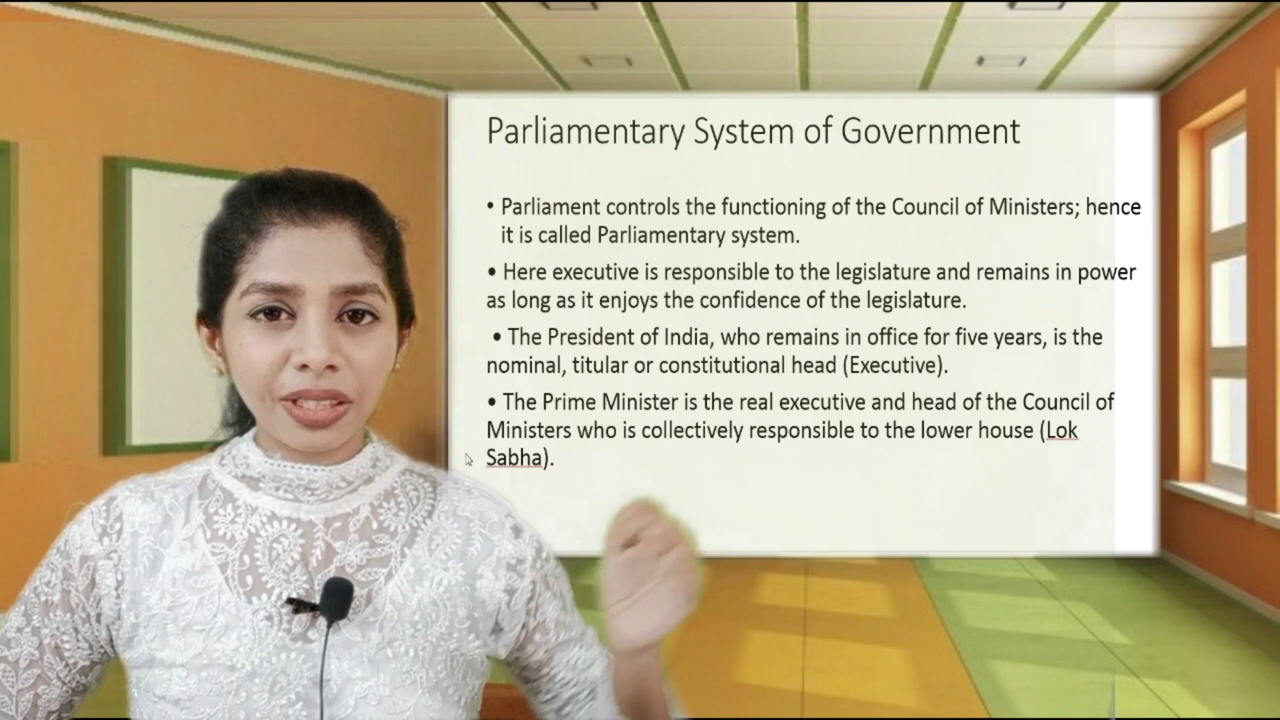 Parliamentary System of Government
• Parliament controls the functioning of the Council of Ministers; hence
it is called Parliamentary system.
• Here executive is responsible to the legislature and remains in power
as long as it enjoys the confidence of the legislature.
• The President of India, who remains in office for five years, is the
nominal, titular or constitutional head (Executive).
• The Prime Minister is the real executive and head of the Council of
Ministers who is collectively responsible to the lower house (Lok
Sabha).